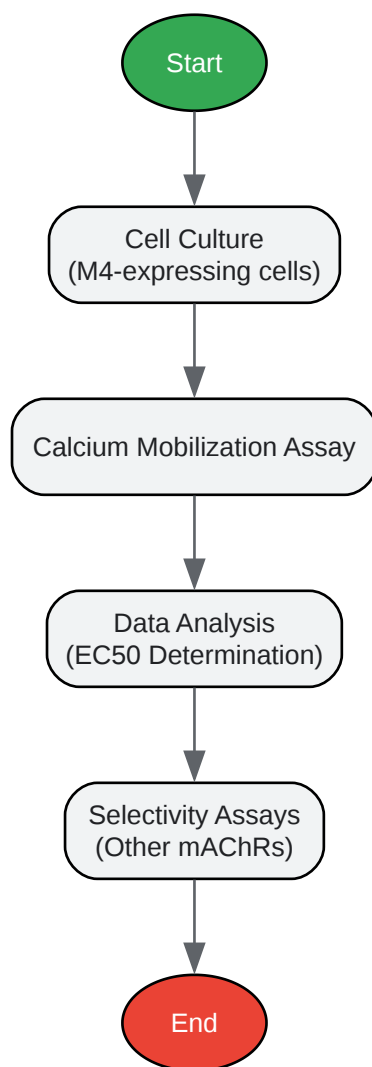 Start
Cell Culture
(M4-expressing cells)
Calcium Mobilization Assay
Data Analysis
(EC50 Determination)
Selectivity Assays
(Other mAChRs)
End